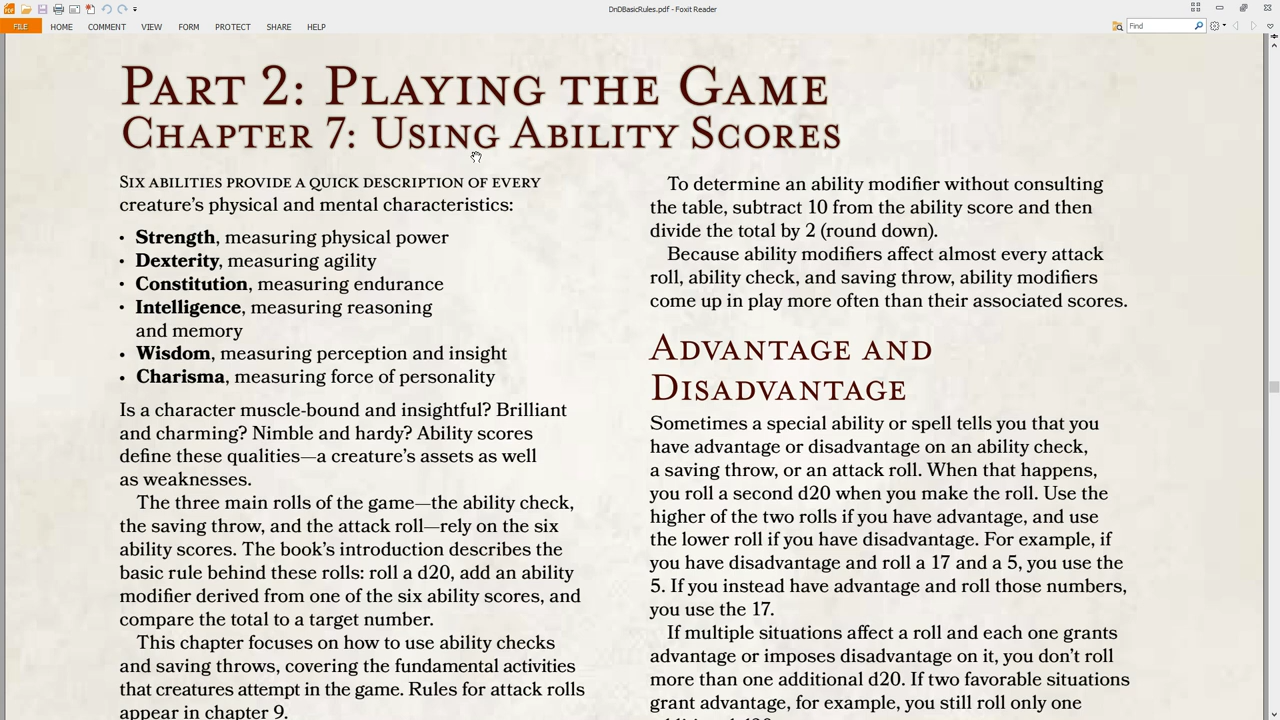 DnDBasicRules.pdf - Foxit Reader
FILE HOME COMMENT VIEW FORM PROTECT SHARE HELP
Find
PART 2: PLAYING THE GAME
CHAPTER 7: USING ABILITY SCORES
SIX ABILITIES PROVIDE A QUICK DESCRIPTION OF EVERY
creature's physical and mental characteristics:
• Strength, measuring physical power
• Dexterity, measuring agility
• Constitution, measuring endurance
• Intelligence, measuring reasoning
and memory
• Wisdom, measuring perception and insight
• Charisma, measuring force of personality
Is a character muscle-bound and insightful? Brilliant
and charming? Nimble and hardy? Ability scores
define these qualities—a creature's assets as well
as weaknesses.
The three main rolls of the game—the ability check,
the saving throw, and the attack roll—rely on the six
ability scores. The book's introduction describes the
basic rule behind these rolls: roll a d20, add an ability
modifier derived from one of the six ability scores, and
compare the total to a target number.
This chapter focuses on how to use ability checks
and saving throws, covering the fundamental activities
that creatures attempt in the game. Rules for attack rolls
appear in chapter 9.
To determine an ability modifier without consulting
the table, subtract 10 from the ability score and then
divide the total by 2 (round down).
Because ability modifiers affect almost every attack
roll, ability check, and saving throw, ability modifiers
come up in play more often than their associated scores.
ADVANTAGE AND
DISADVANTAGE
Sometimes a special ability or spell tells you that you
have advantage or disadvantage on an ability check,
a saving throw, or an attack roll. When that happens,
you roll a second d20 when you make the roll. Use the
higher of the two rolls if you have advantage, and use
the lower roll if you have disadvantage. For example, if
you have disadvantage and roll a 17 and a 5, you use the
5. If you instead have advantage and roll those numbers,
you use the 17.
If multiple situations affect a roll and each one grants
advantage or imposes disadvantage on it, you don't roll
more than one additional d20. If two favorable situations
grant advantage, for example, you still roll only one